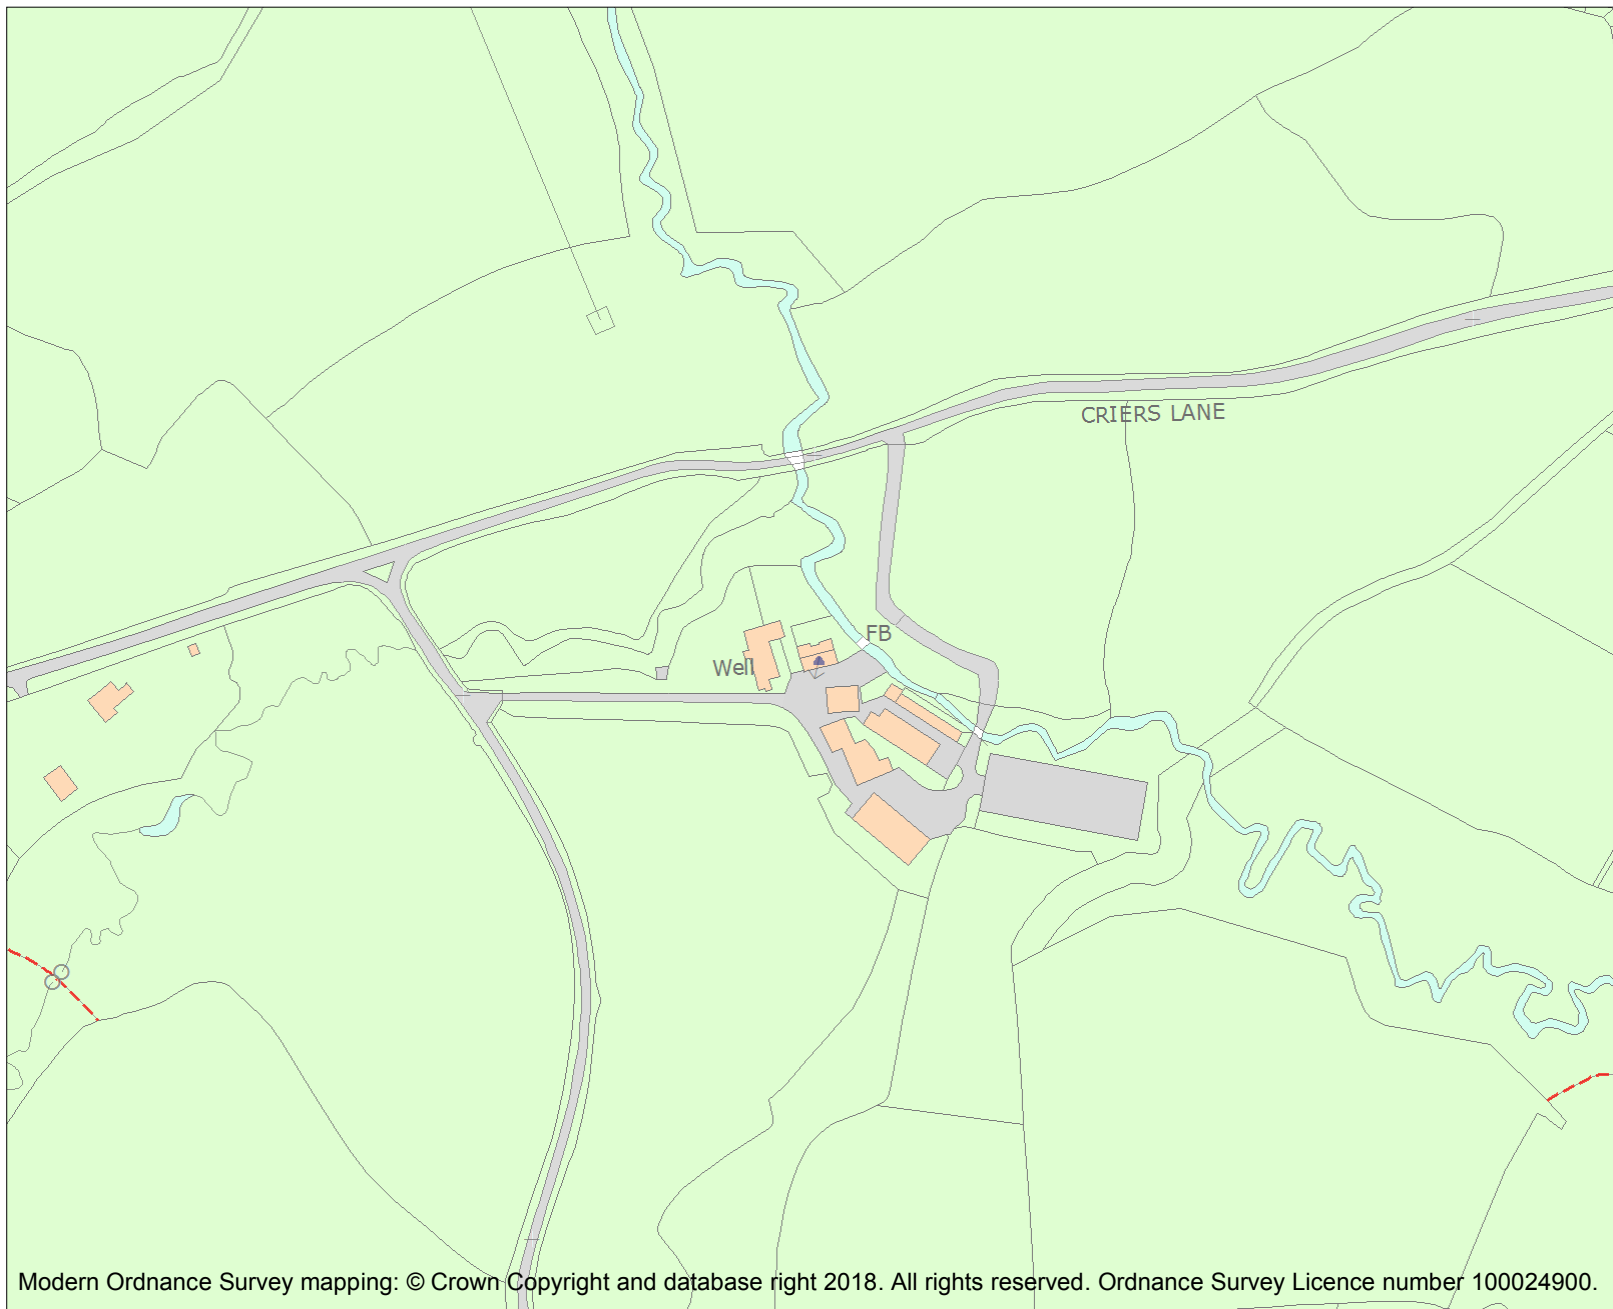 CRIERS LANE
FB
Well
Modern Ordnance Survey mapping: © Crown Copyright and database right 2018. All rights reserved. Ordnance Survey Licence number 100024900.